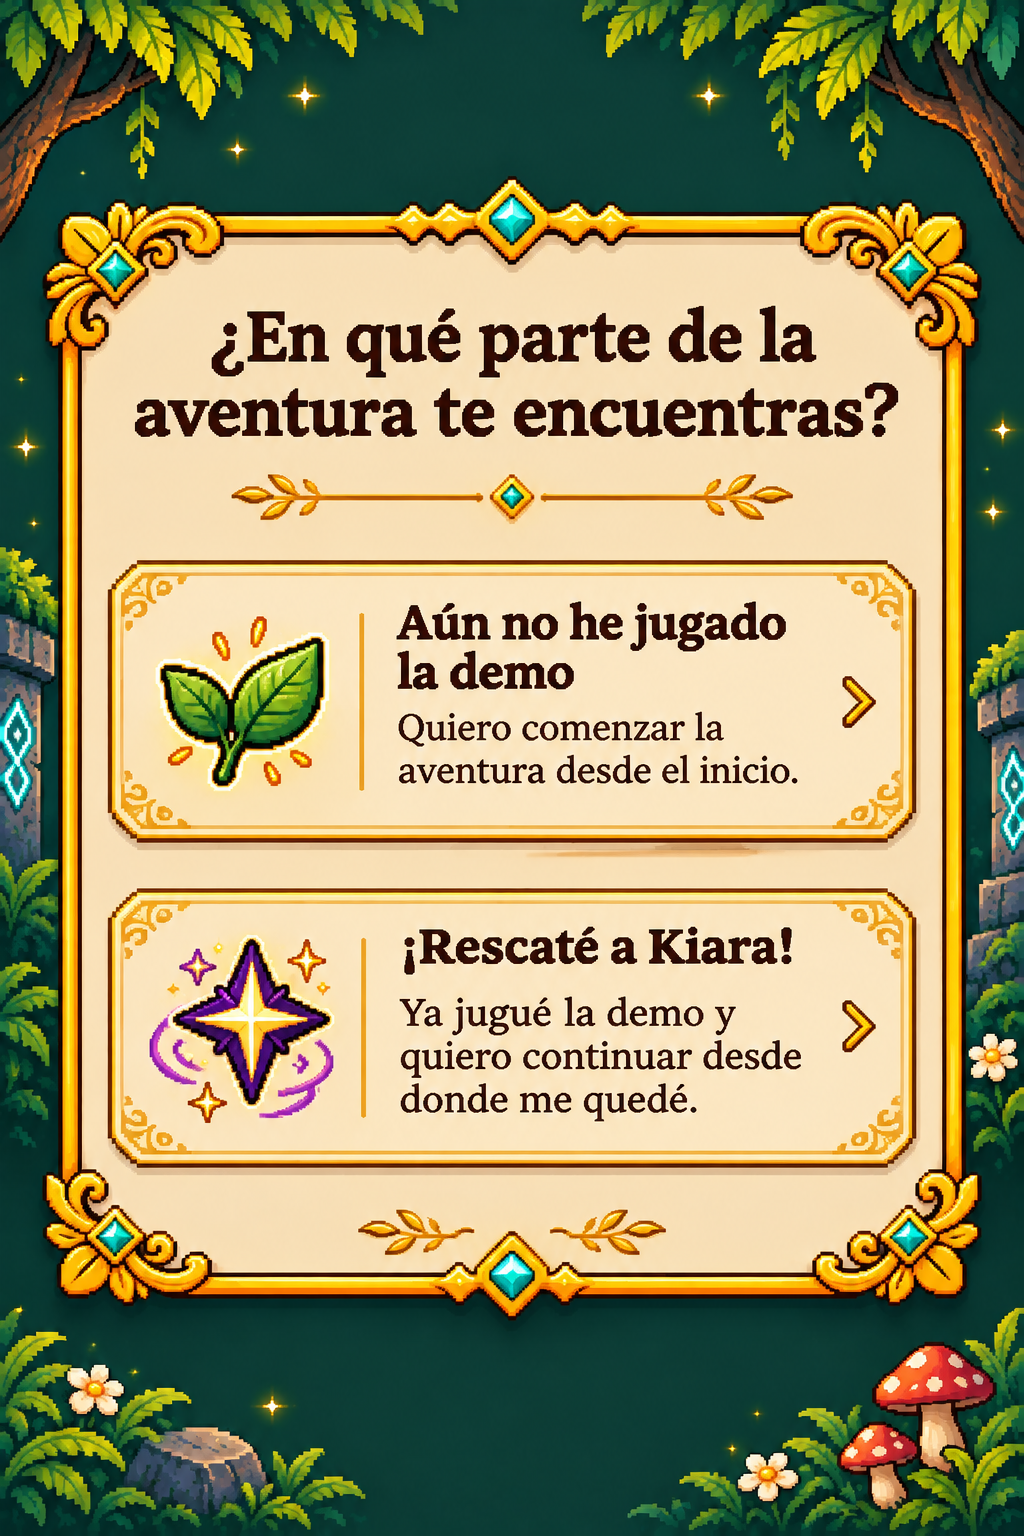 ¿En qué parte de la
aventura te encuentras?
Aún no he jugado
la demo
Quiero comenzar la
aventura desde el inicio.
¡Rescaté a Kiara!
Ya jugué la demo y
quiero continuar desde
donde me quedé.